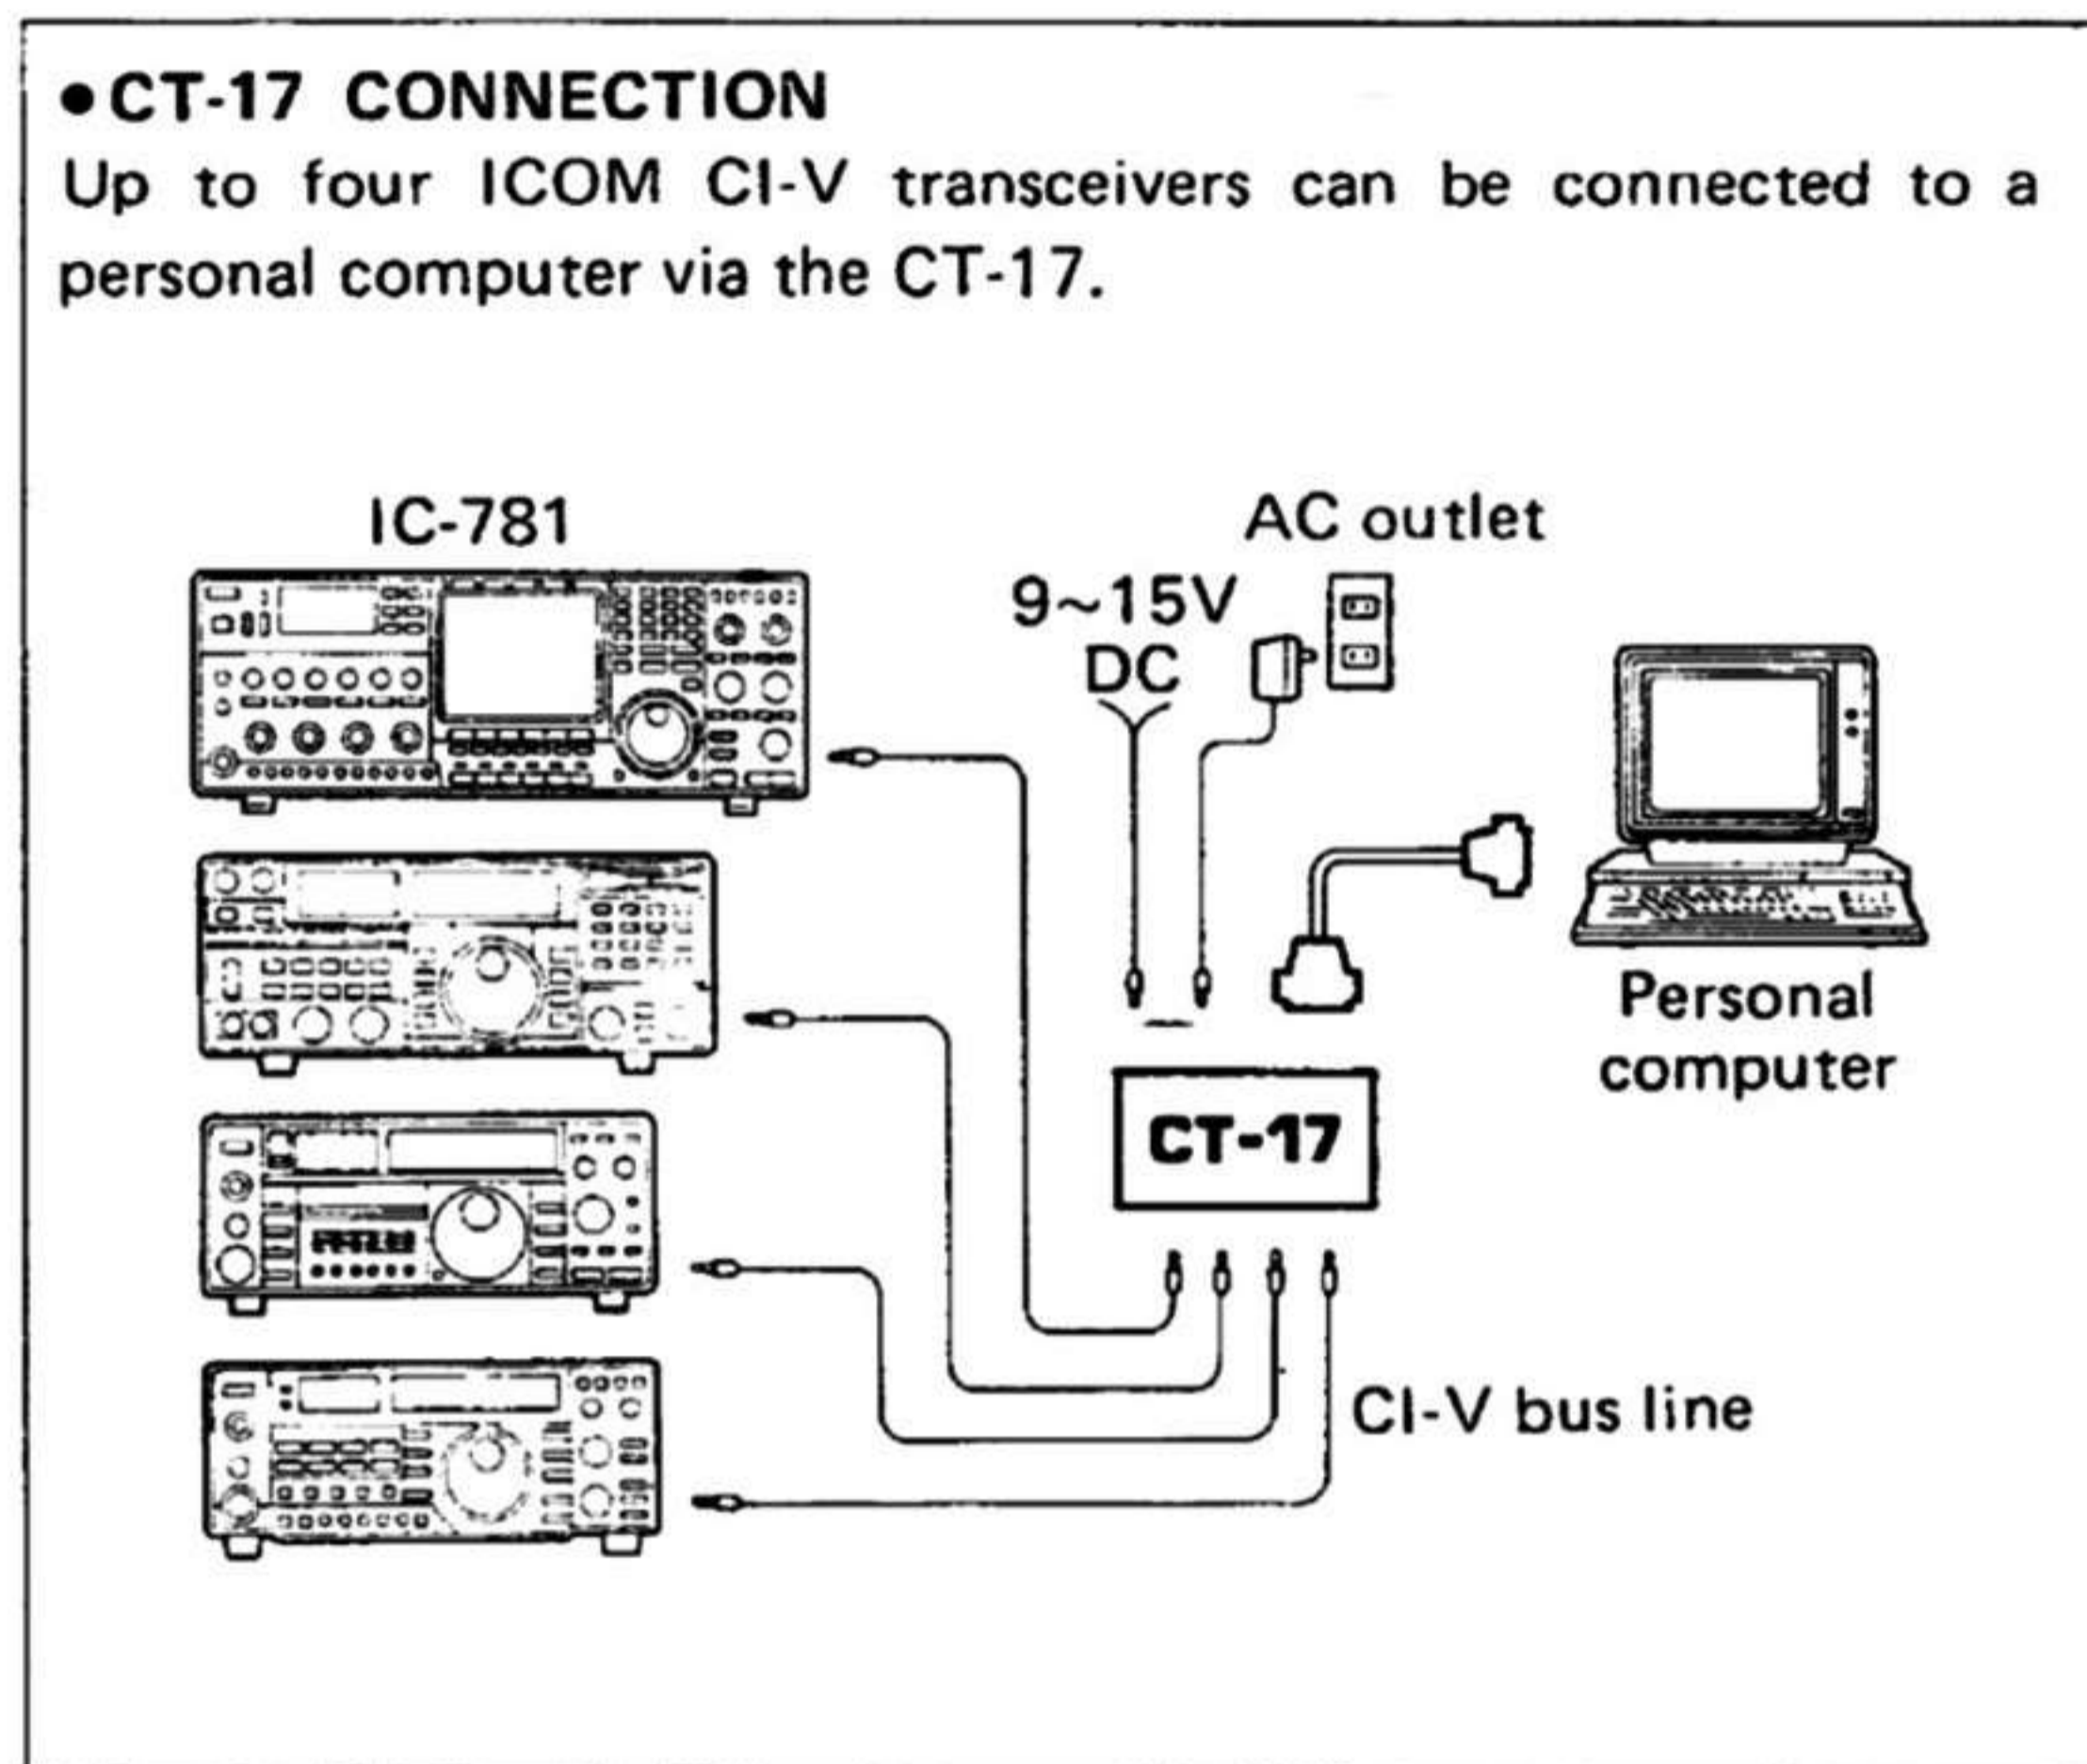 ●CT-17 CONNECTION
Up to four ICOM CI-V transceivers can be connected to a
personal computer via the CT-17.
IC-781
AC outlet
9~15V
DC
Personal
computer
CT-17
CI-V bus line